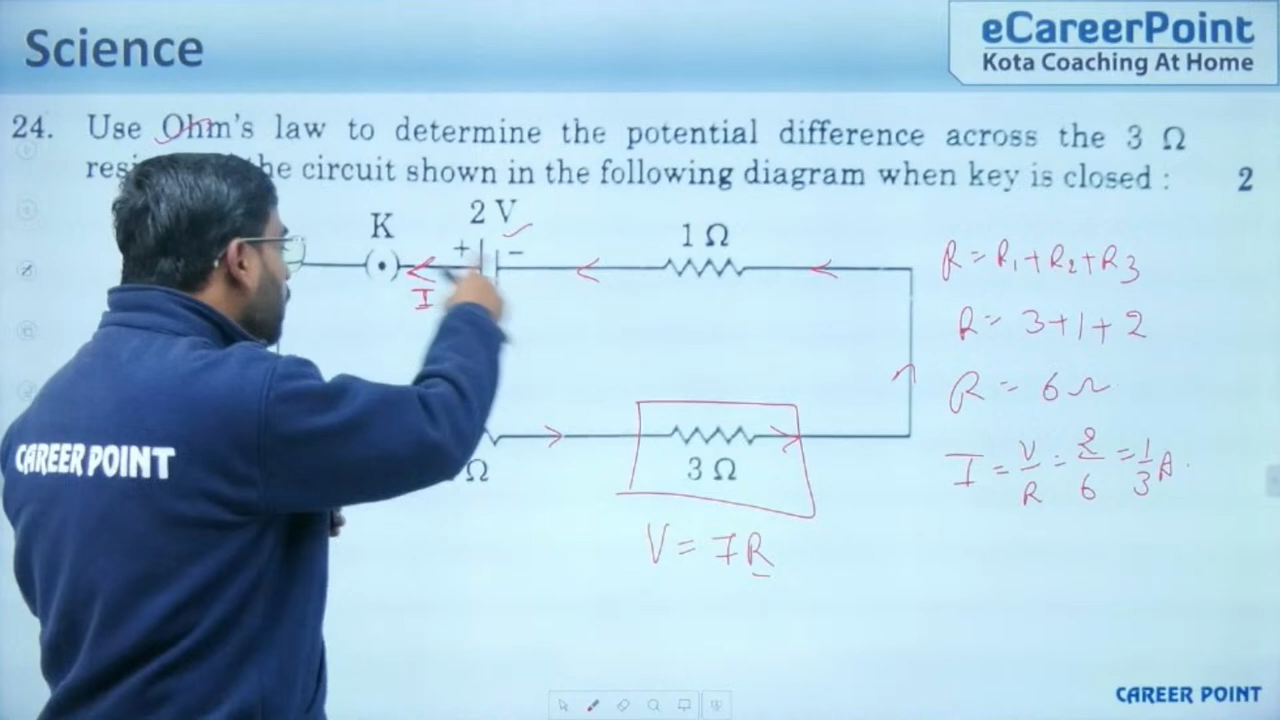 Science
eCareerPoint
Kota Coaching At Home
24. Use Ohm's law to determine the potential difference across the 3 Ω
circuit shown in the following diagram when key is closed : 2
K
2 V
+
−
1 Ω
I
Ω
3 Ω
R = R1 + R2 + R3
R = 3+1+2
R = 6 Ω
I = V/R = 2/6 = 1/3 A
V = IR
CAREER POINT
CAREER POINT